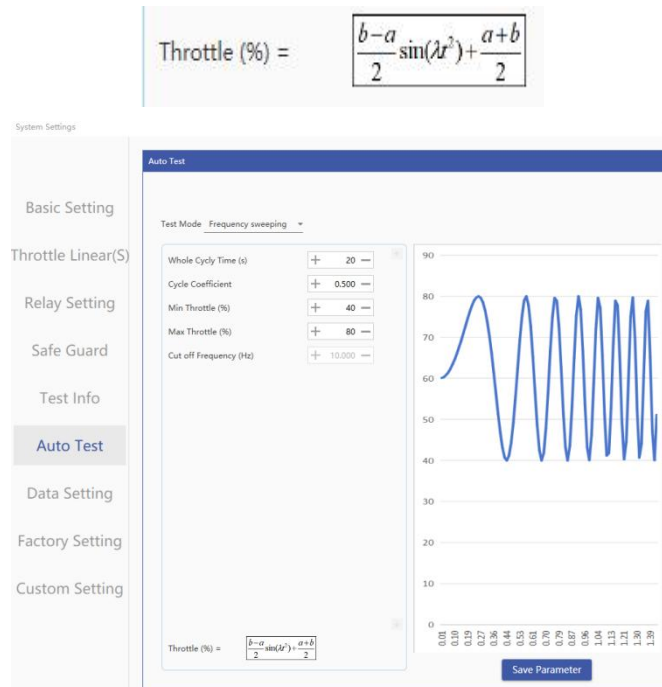 Throttle (%) = b−a/2 sin(λt²)+ a+b/2
System Settings
Auto Test
Basic Setting
Throttle Linear(S)
Relay Setting
Safe Guard
Test Info
Auto Test
Data Setting
Factory Setting
Custom Setting
Test Mode Frequency sweeping
Whole Cycly Time (s) + 20 —
Cycle Coefficient + 0.500 —
Min Throttle (%) + 40 —
Max Throttle (%) + 80 —
Cut off Frequency (Hz) + 10.000 —
Throttle (%) = b−a/2 sin(λt²)+ a+b/2
90
80
70
60
50
40
30
20
10
0
0.01 0.10 0.19 0.27 0.36 0.44 0.53 0.61 0.70 0.79 0.87 0.96 1.04 1.13 1.21 1.30 1.39
Save Parameter